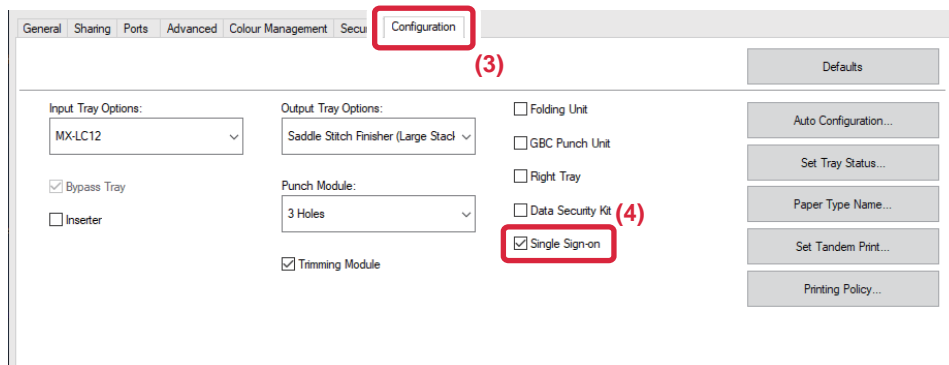 General Sharing Ports Advanced Colour Management Secu Configuration
(3)
Defaults
Input Tray Options:
MX-LC12
Bypass Tray
Inserter
Output Tray Options:
Saddle Stitch Finisher (Large Stack
Punch Module:
3 Holes
Trimming Module
Folding Unit
GBC Punch Unit
Right Tray
Data Security Kit
(4)
Single Sign-on
Auto Configuration...
Set Tray Status...
Paper Type Name...
Set Tandem Print...
Printing Policy...